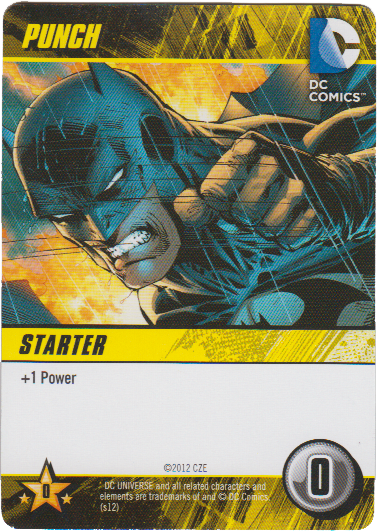 PUNCH
DC
COMICS™
STARTER
+1 Power
©2012 CZE
0
DC UNIVERSE and all related characters and
elements are trademarks of and © DC Comics.
(s12)
0